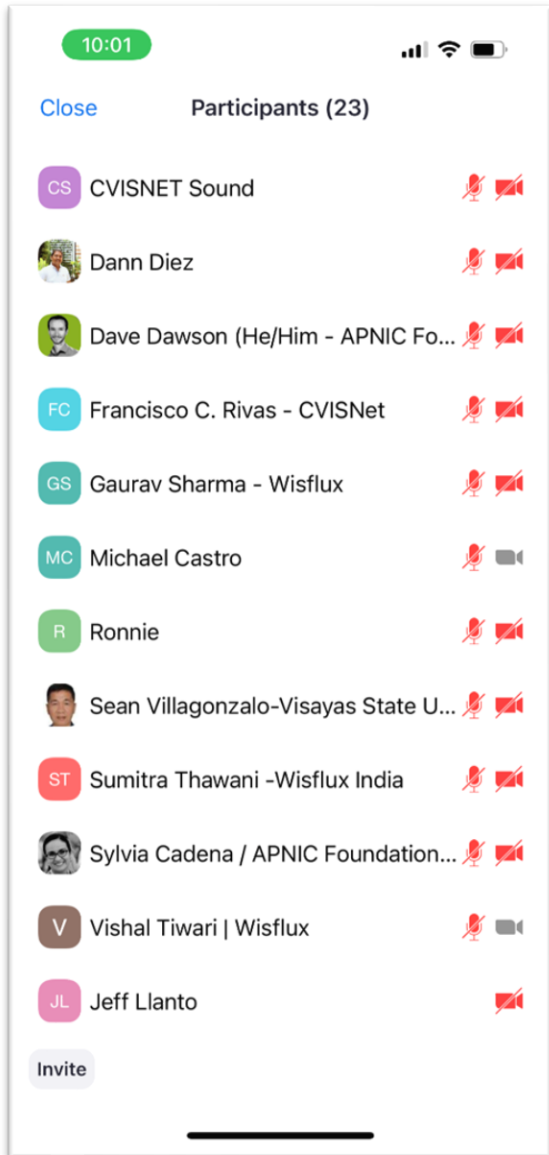 10:01
Close Participants (23)
CS CVISNET Sound
Dann Diez
Dave Dawson (He/Him - APNIC Fo...
FC Francisco C. Rivas - CVISNet
GS Gaurav Sharma - Wisflux
MC Michael Castro
R Ronnie
Sean Villagonzalo-Visayas State U...
ST Sumitra Thawani -Wisflux India
Sylvia Cadena / APNIC Foundation...
V Vishal Tiwari | Wisflux
JL Jeff Llanto
Invite